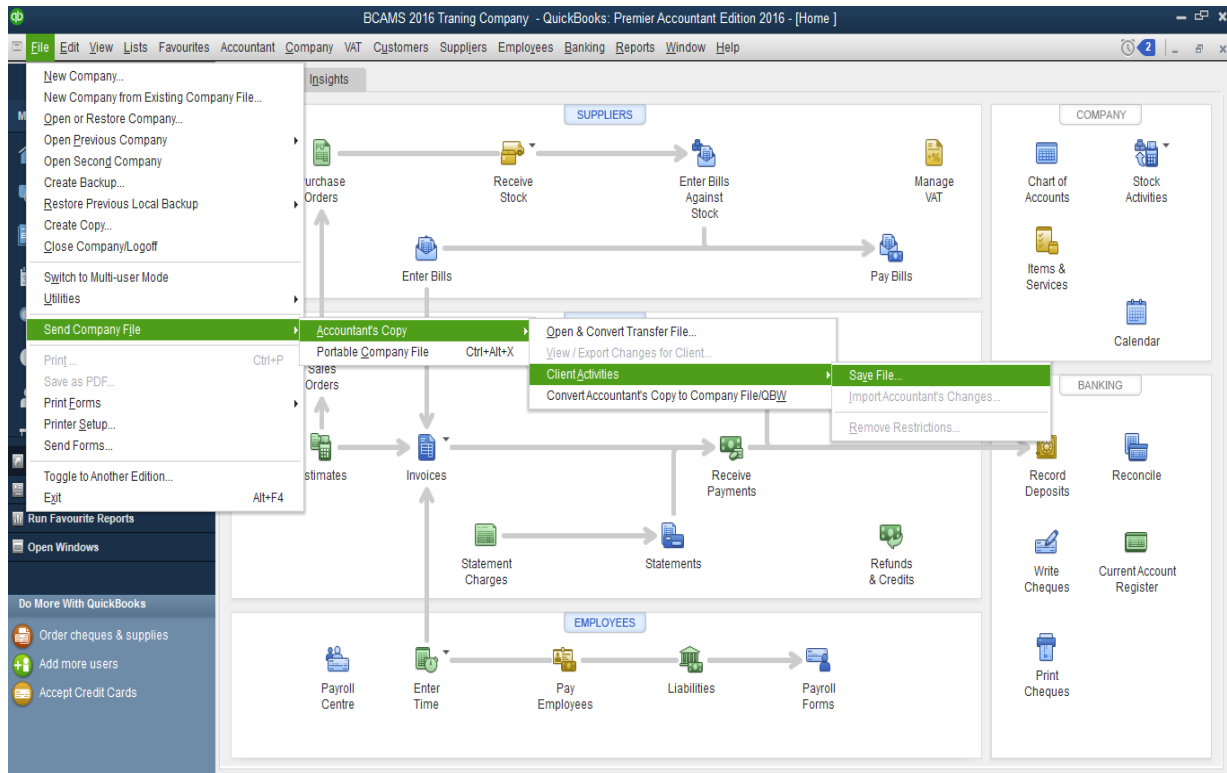 qb
BCAMS 2016 Traning Company - QuickBooks: Premier Accountant Edition 2016 - [Home ]
File Edit View Lists Favourites Accountant Company VAT Customers Suppliers Employees Banking Reports Window Help
2
New Company...
New Company from Existing Company File...
Open or Restore Company...
Open Previous Company
Open Second Company
Create Backup...
Restore Previous Local Backup
Create Copy...
Close Company/Logoff
Switch to Multi-user Mode
Utilities
Send Company File
Print... Ctrl+P
Save as PDF...
Print Forms
Printer Setup...
Send Forms...
Toggle to Another Edition...
Exit Alt+F4
Accountant's Copy
Portable Company File Ctrl+Alt+X
Open & Convert Transfer File...
View / Export Changes for Client...
Client Activities
Convert Accountant's Copy to Company File/QBW
Save File...
Import Accountant's Changes...
Remove Restrictions...
Insights
SUPPLIERS
urchase
Orders
Receive
Stock
Enter Bills
Against
Stock
Manage
VAT
Enter Bills
Pay Bills
Sales
Orders
stimates
Invoices
Receive
Payments
Statement
Charges
Statements
Refunds
& Credits
EMPLOYEES
Payroll
Centre
Enter
Time
Pay
Employees
Liabilities
Payroll
Forms
COMPANY
Chart of
Accounts
Stock
Activities
Items &
Services
Calendar
BANKING
Record
Deposits
Reconcile
Write
Cheques
Current Account
Register
Print
Cheques
Run Favourite Reports
Open Windows
Do More With QuickBooks
Order cheques & supplies
Add more users
Accept Credit Cards